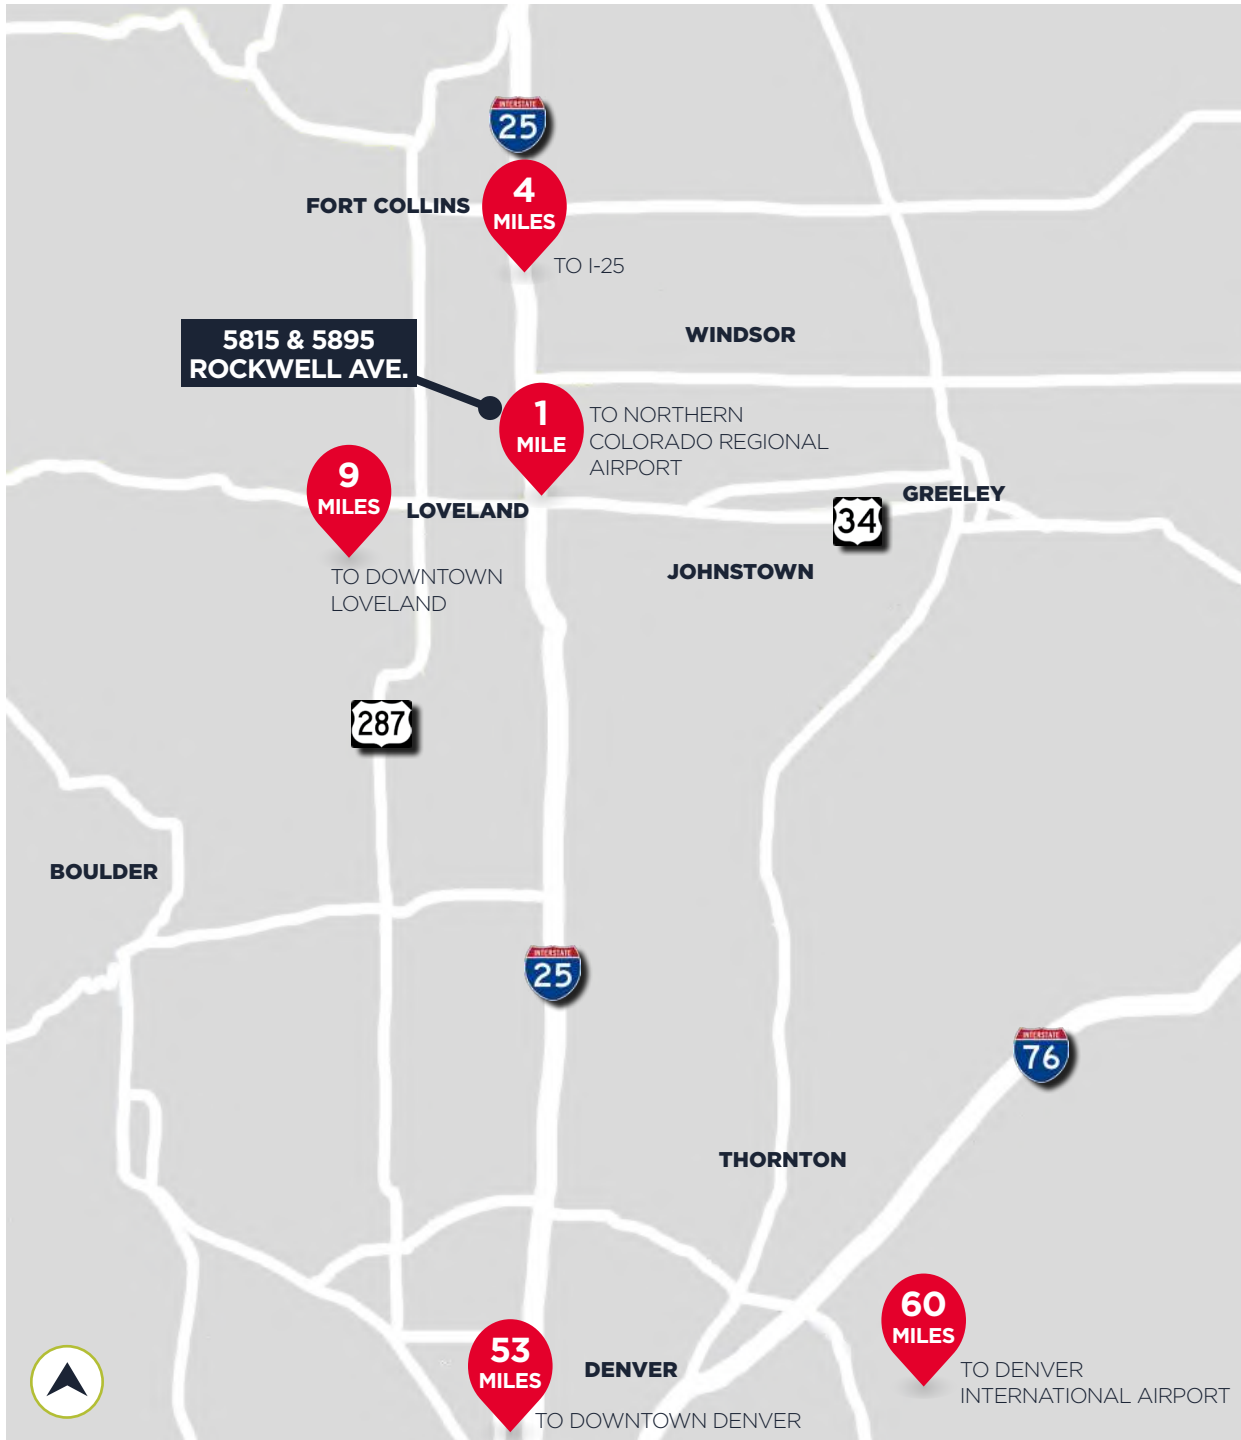 INTERSTATE
25
FORT COLLINS
4
MILES
TO I-25
5815 & 5895
ROCKWELL AVE.
WINDSOR
1
MILE
TO NORTHERN
COLORADO REGIONAL
AIRPORT
9
MILES
LOVELAND
TO DOWNTOWN
LOVELAND
GREELEY
34
JOHNSTOWN
287
BOULDER
INTERSTATE
25
INTERSTATE
76
THORNTON
60
MILES
TO DENVER
INTERNATIONAL AIRPORT
53
MILES
DENVER
TO DOWNTOWN DENVER